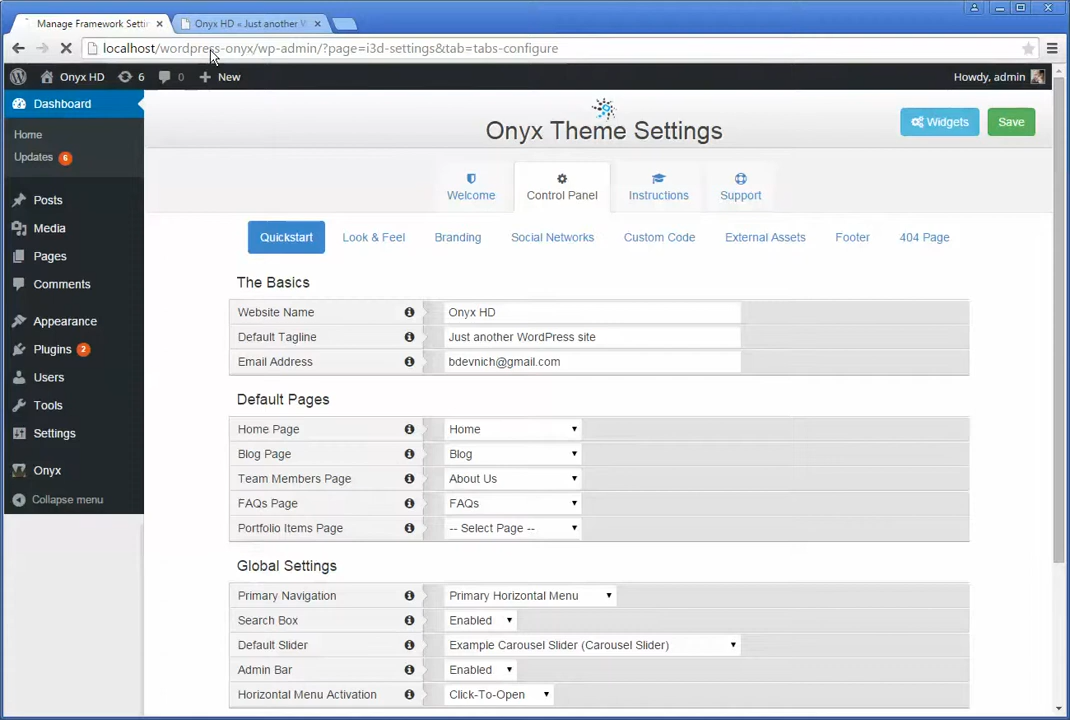 Manage Framework Setti
Onyx HD « Just another W
localhost/wordpress-onyx/wp-admin/?page=i3d-settings&tab=tabs-configure
Onyx HD
6
0
New
Howdy, admin
Dashboard
Home
Updates 6
Posts
Media
Pages
Comments
Appearance
Plugins 2
Users
Tools
Settings
Onyx
Collapse menu
Onyx Theme Settings
Widgets
Save
Welcome
Control Panel
Instructions
Support
Quickstart
Look & Feel
Branding
Social Networks
Custom Code
External Assets
Footer
404 Page
The Basics
Website Name
Onyx HD
Default Tagline
Just another WordPress site
Email Address
bdevnich@gmail.com
Default Pages
Home Page
Home
Blog Page
Blog
Team Members Page
About Us
FAQs Page
FAQs
Portfolio Items Page
-- Select Page --
Global Settings
Primary Navigation
Primary Horizontal Menu
Search Box
Enabled
Default Slider
Example Carousel Slider (Carousel Slider)
Admin Bar
Enabled
Horizontal Menu Activation
Click-To-Open